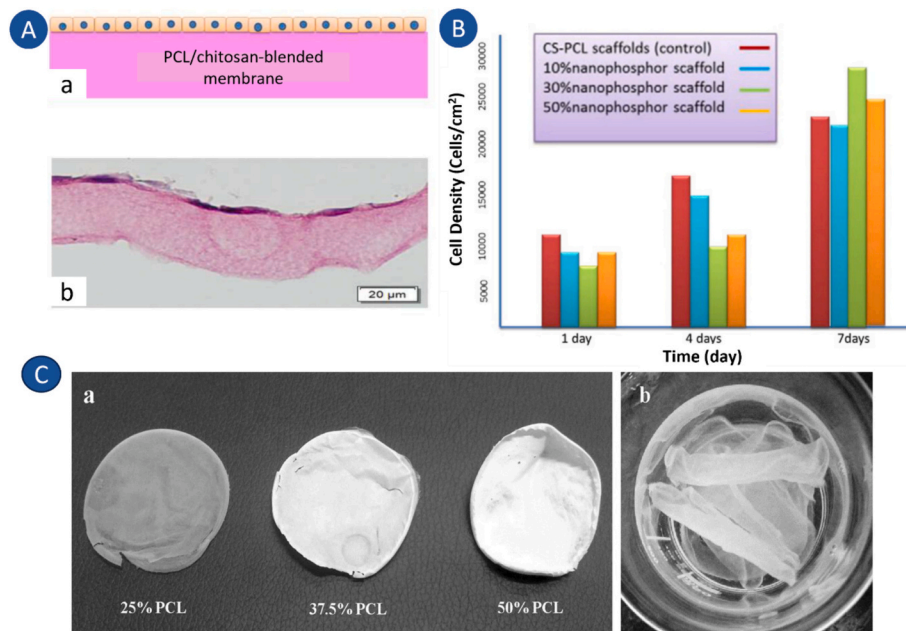 A
PCL/chitosan-blended
membrane
a
b
20 µm
B
CS-PCL scaffolds (control)
10%nanophosphor scaffold
30%nanophosphor scaffold
50%nanophosphor scaffold
Cell Density (Cells/cm²)
30000
25000
20000
150000
10000
5000
1 day
4 days
7days
Time (day)
C
a
25% PCL
37.5% PCL
50% PCL
b